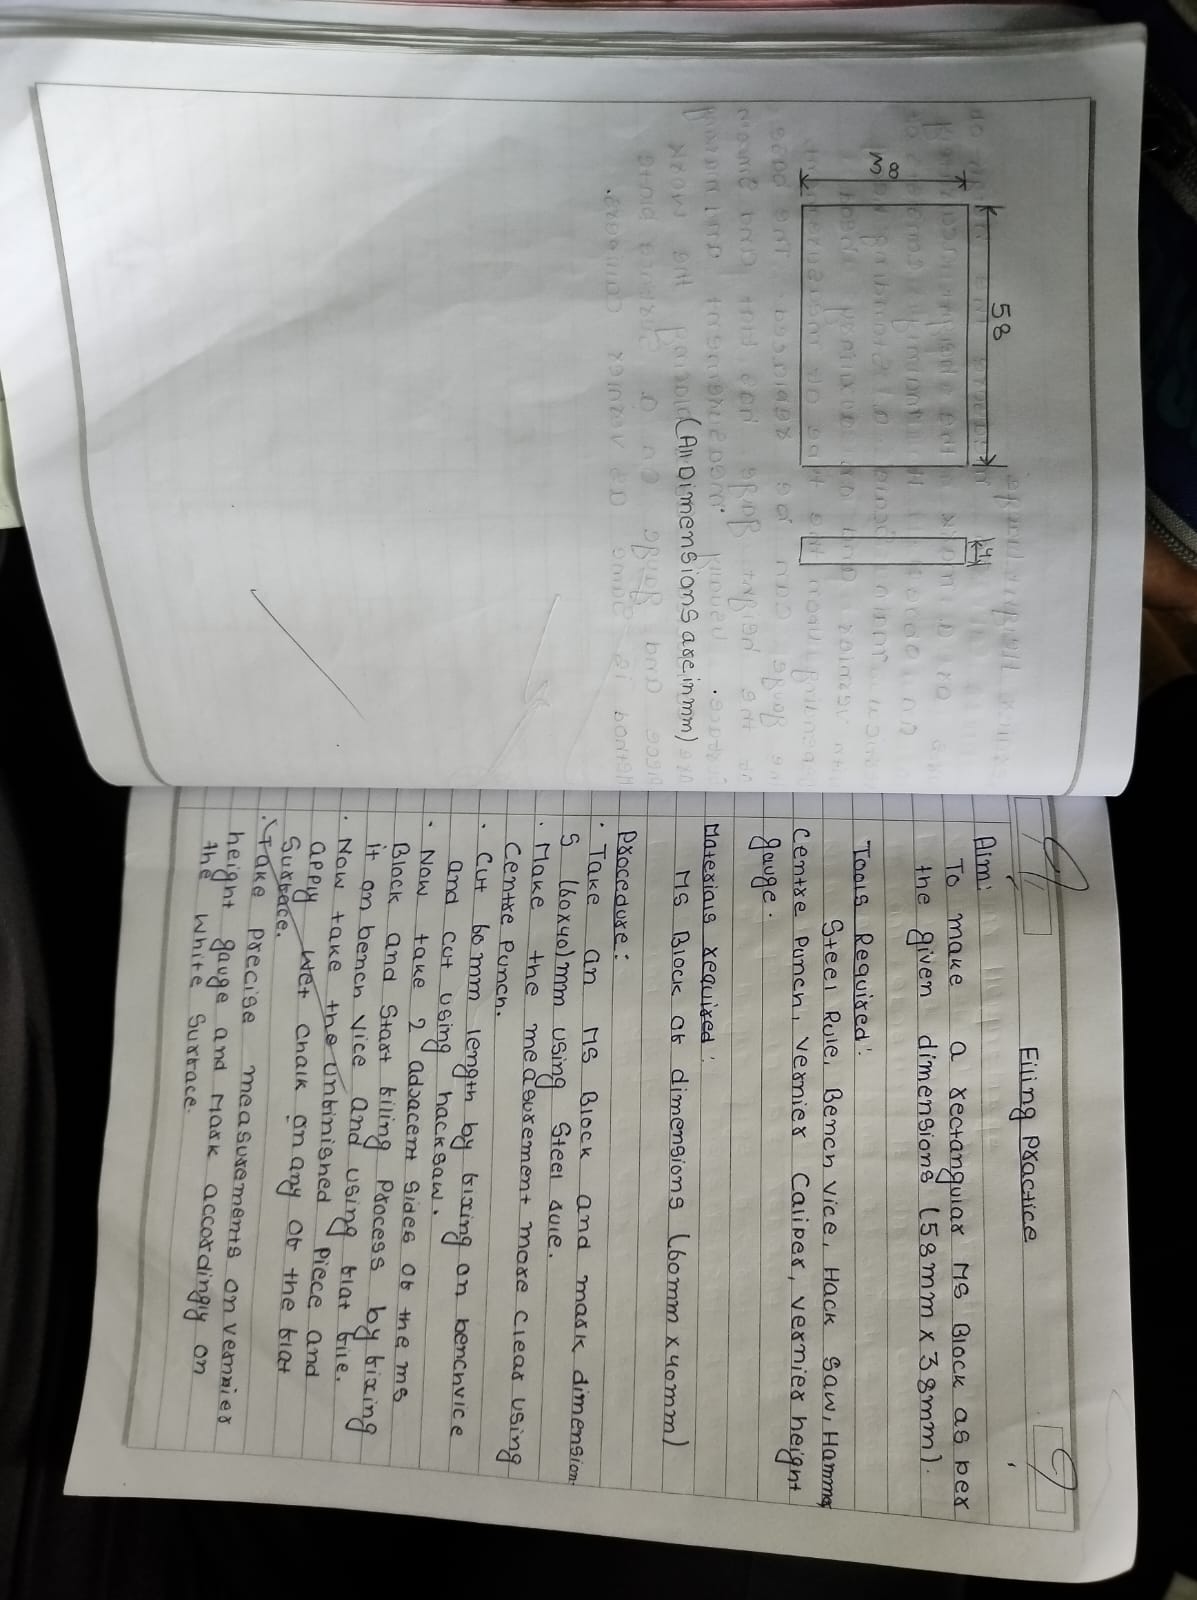 58
38
4
(All Dimensions are in mm)
Filing practice
Aim:
To make a rectangular MS Block as per
the given dimensions (58mm x 38mm).
Tools Required:
Steel Rule, Bench vice, Hack Saw, Hammer,
Centre Punch, Vernier Caliper, vernier height
gauge.
Materials required:
MS Block of dimensions (60mm x 40mm)
Procedure:
· Take an MS Block and mark dimension-
s (60x40)mm using Steel rule.
· Make the measurement more clear using
Centre Punch.
· Cut 60mm length by fixing on benchvice
and cut using hacksaw.
· Now take 2 advacent sides of the ms
Block and Start filing Process by fixing
it on bench vice and using flat file.
· Now take the unfinished piece and
appy wet chalk on any of the flat
Surface.
· Take precise measurements on vernier
height gauge and Mark accordingly on
the White Surface.